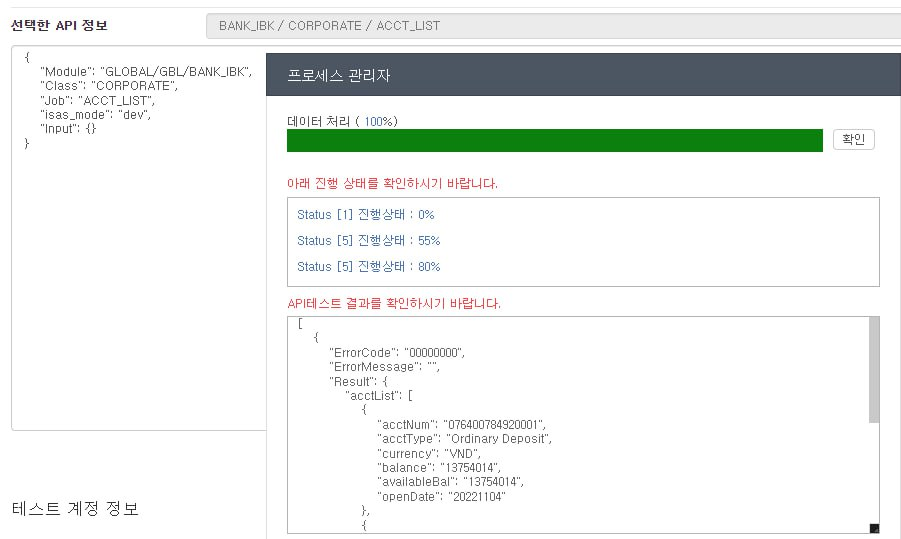 선택한 API 정보
BANK_IBK / CORPORATE / ACCT_LIST
{
"Module": "GLOBAL/GBL/BANK_IBK",
"Class": "CORPORATE",
"Job": "ACCT_LIST",
"isas_mode": "dev",
"Input": {}
}
프로세스 관리자
데이터 처리 ( 100%)
확인
아래 진행 상태를 확인하시기 바랍니다.
Status [1] 진행상태 : 0%
Status [5] 진행상태 : 55%
Status [5] 진행상태 : 80%
API테스트 결과를 확인하시기 바랍니다.
[
{
"ErrorCode": "00000000",
"ErrorMessage": "",
"Result": {
"acctList": [
{
"acctNum": "076400784920001",
"acctType": "Ordinary Deposit",
"currency": "VND",
"balance": "13754014",
"availableBal": "13754014",
"openDate": "20221104"
},
{
테스트 계정 정보